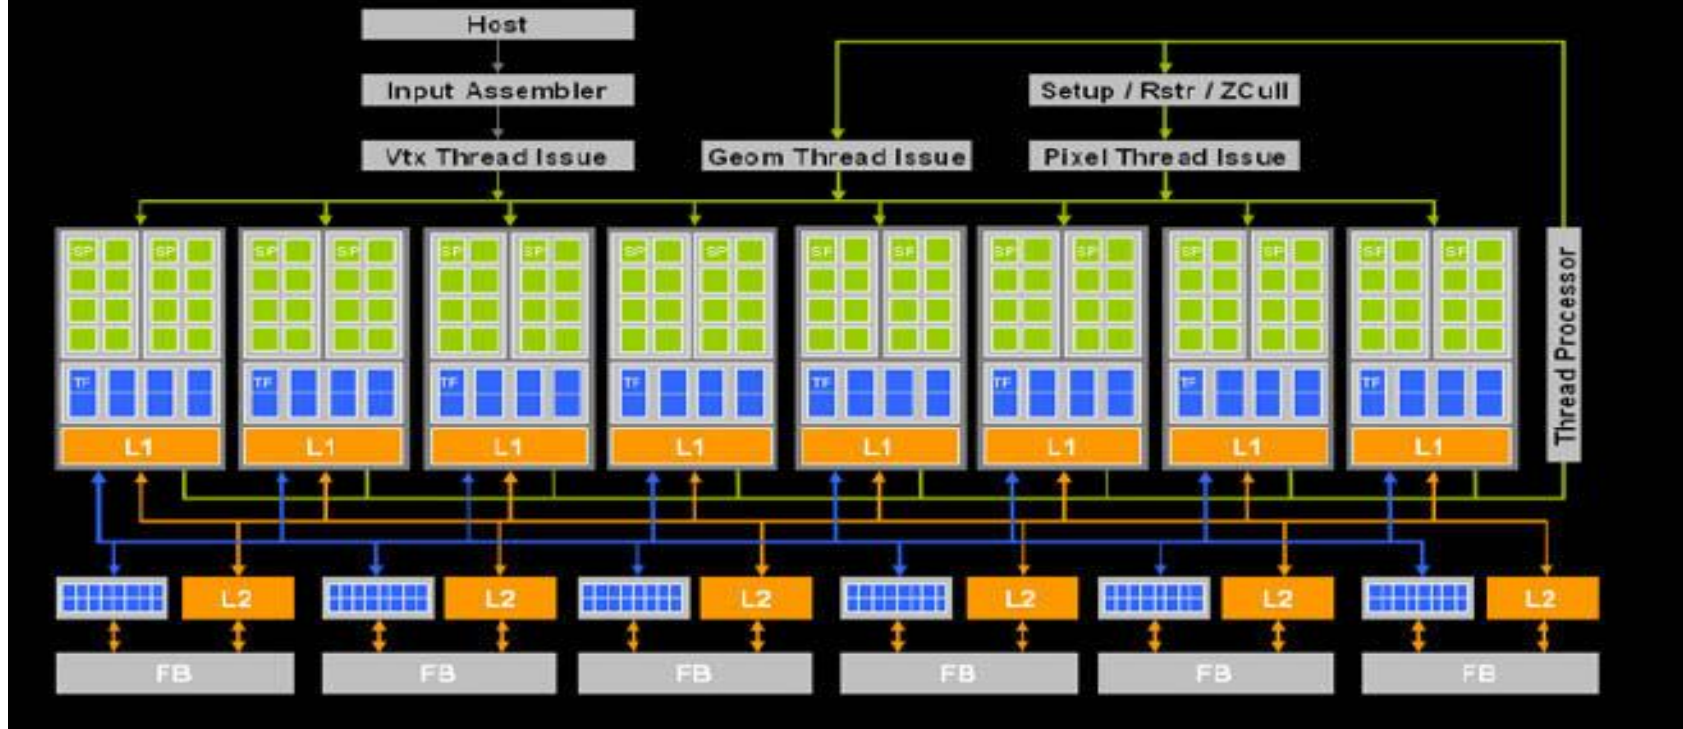 Host
Input Assembler
Setup / Rstr / ZCull
Vtx Thread Issue
Geom Thread Issue
Pixel Thread Issue
SP SP SP SP SP SP SP SP SP SP SP SP SP SP SP SP
Thread Processor
TF TF TF TF TF TF TF TF
L1 L1 L1 L1 L1 L1 L1 L1
L2 L2 L2 L2 L2 L2
FB FB FB FB FB FB